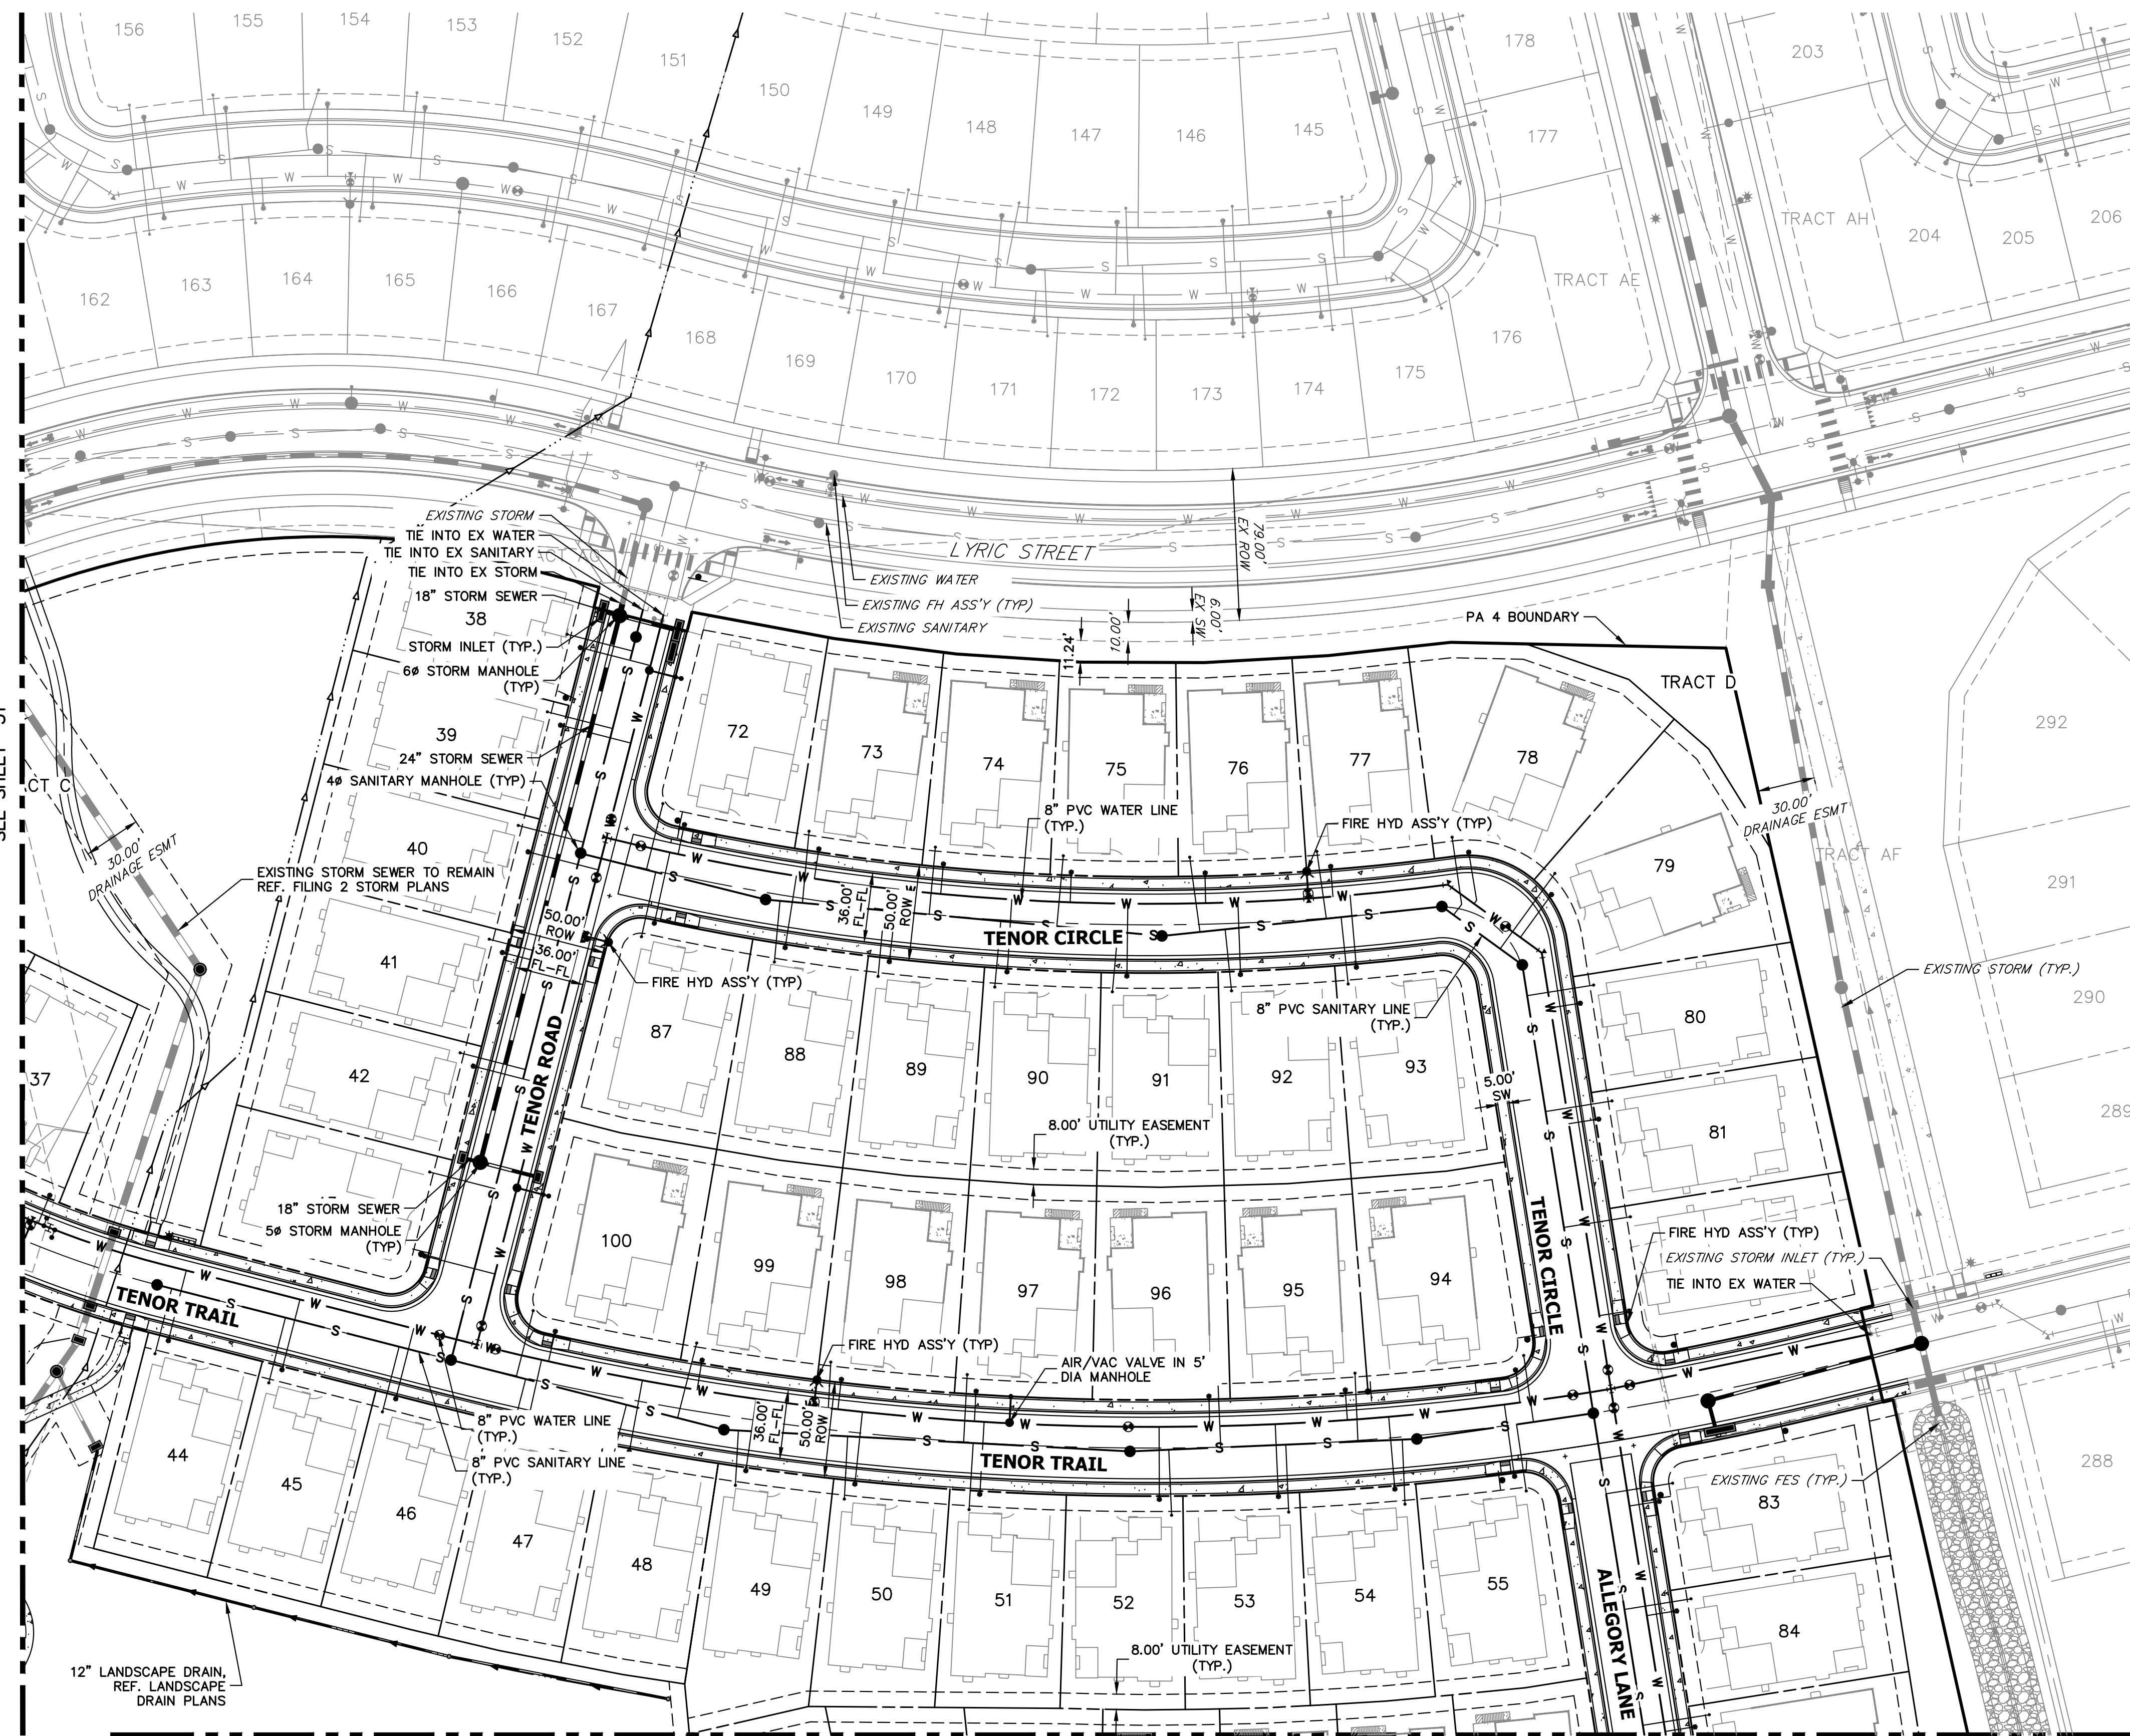 156
155
154
153
152
151
150
149
148
147
146
145
178
177
203
TRACT AH
204
205
206
162
163
164
165
166
167
168
169
170
171
172
173
174
175
176
TRACT AE
EXISTING STORM
TIE INTO EX WATER
TIE INTO EX SANITARY
TIE INTO EX STORM
18" STORM SEWER
38
STORM INLET (TYP.)
6ø STORM MANHOLE
(TYP)
39
24" STORM SEWER
4ø SANITARY MANHOLE (TYP)
LYRIC STREET
EXISTING WATER
EXISTING FH ASS'Y (TYP)
EXISTING SANITARY
79.00'
EX ROW
6.00'
EX SW
10.00'
11.24'
PA 4 BOUNDARY
TRACT D
292
CT C
30.00'
DRAINAGE ESMT
EXISTING STORM SEWER TO REMAIN
REF. FILING 2 STORM PLANS
40
41
42
37
72
73
74
75
76
77
78
79
8" PVC WATER LINE
(TYP.)
FIRE HYD ASS'Y (TYP)
30.00'
DRAINAGE ESMT
TRACT AF
291
50.00'
ROW
36.00'
FL-FL
36.00'
FL-FL
50.00'
ROW
TENOR CIRCLE
FIRE HYD ASS'Y (TYP)
8" PVC SANITARY LINE
(TYP.)
EXISTING STORM (TYP.)
290
289
TENOR ROAD
87
88
89
90
91
92
93
80
81
5.00'
SW
8.00' UTILITY EASEMENT
(TYP.)
18" STORM SEWER
5ø STORM MANHOLE
(TYP)
100
99
98
97
96
95
94
TENOR CIRCLE
FIRE HYD ASS'Y (TYP)
EXISTING STORM INLET (TYP.)
TIE INTO EX WATER
TENOR TRAIL
FIRE HYD ASS'Y (TYP)
AIR/VAC VALVE IN 5'
DIA MANHOLE
8" PVC WATER LINE
(TYP.)
8" PVC SANITARY LINE
(TYP.)
36.00'
FL-FL
50.00'
ROW
TENOR TRAIL
EXISTING FES (TYP.)
288
44
45
46
47
48
49
50
51
52
53
54
55
83
84
ALLEGORY LANE
8.00' UTILITY EASEMENT
(TYP.)
12" LANDSCAPE DRAIN,
REF. LANDSCAPE
DRAIN PLANS